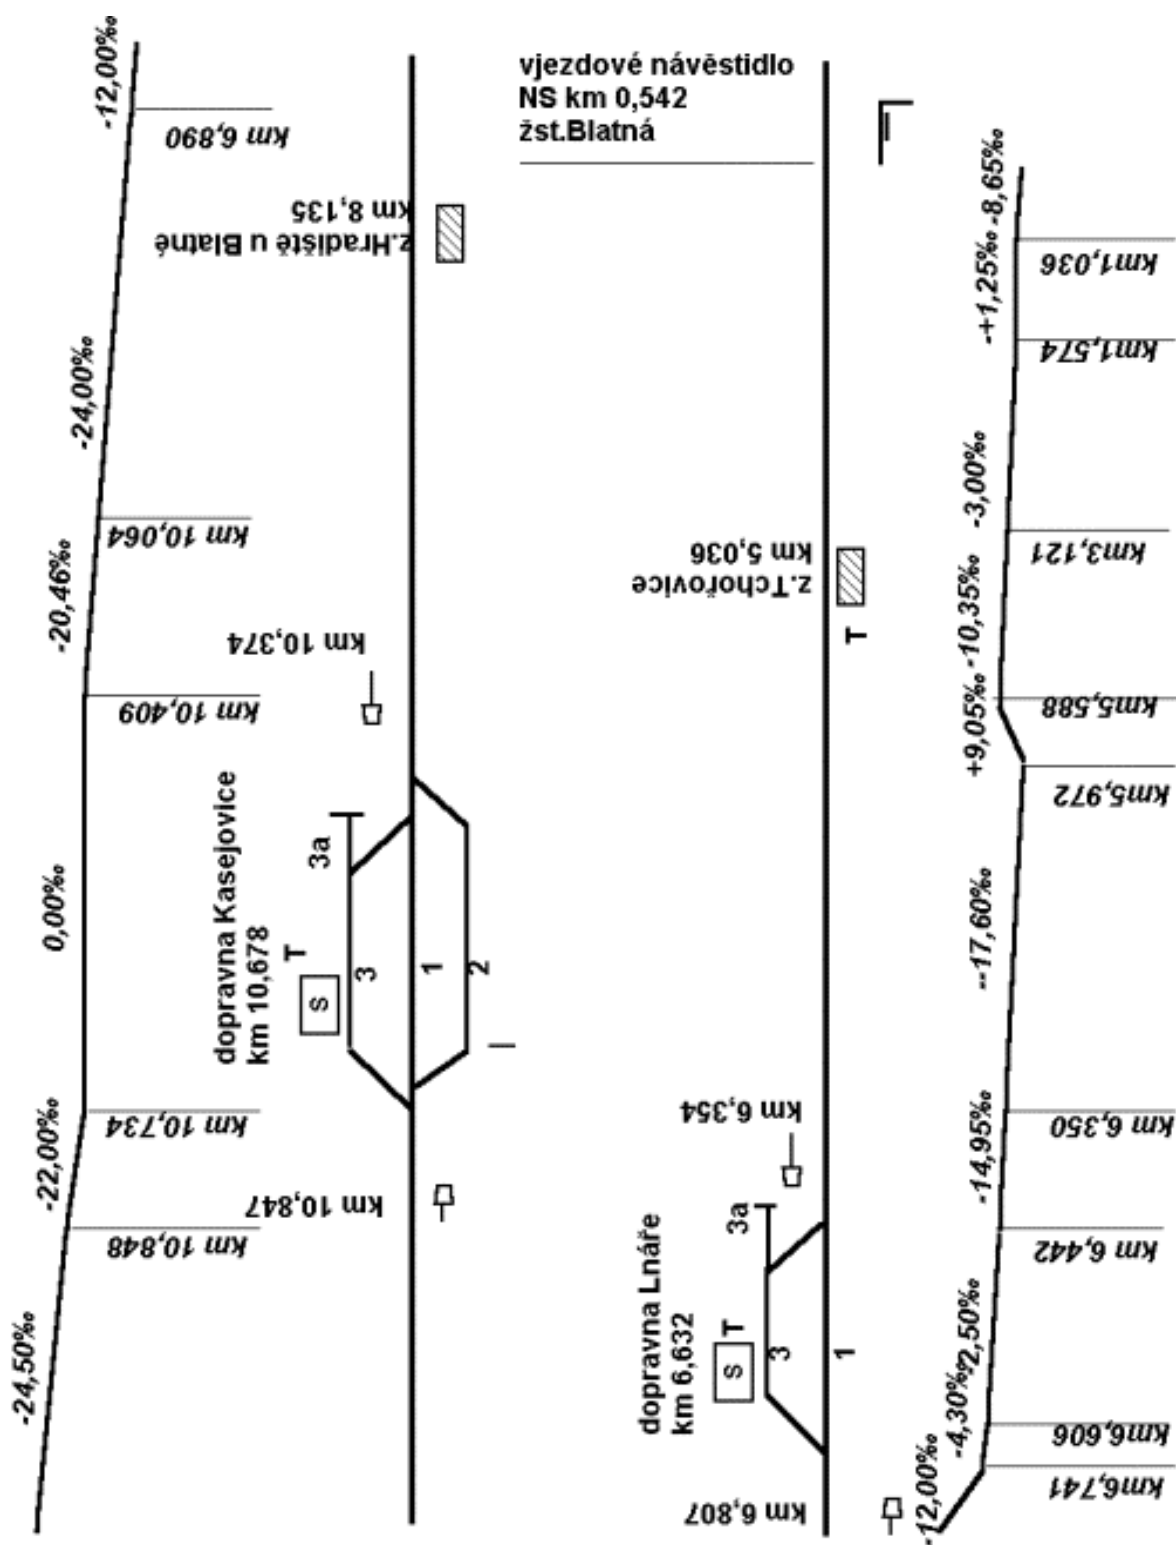 -12,00‰
km 6,890
km 8,135
z.Hradiště u Blatné
-24,00‰
km 10,064
-20,46‰
km 10,374
km 10,409
dopravna Kasejovice
km 10,678
T
S
3a
3
1
2
0,00‰
km 10,734
-22,00‰
km 10,847
km 10,848
-24,50‰
vjezdové návěstidlo
NS km 0,542
žst.Blatná
-8,65‰
km1,036
-+1,25‰
km1,574
-3,00‰
km3,121
km 5,036
z.Tchořovice
T
-10,35‰
km5,588
+9,05‰
km5,972
--17,60‰
km 6,350
km 6,354
-14,95‰
km 6,442
dopravna Lnáře
km 6,632
T
S
3a
3
1
-2,50‰
km6,606
-4,30‰
km6,741
km 6,807
-12,00‰